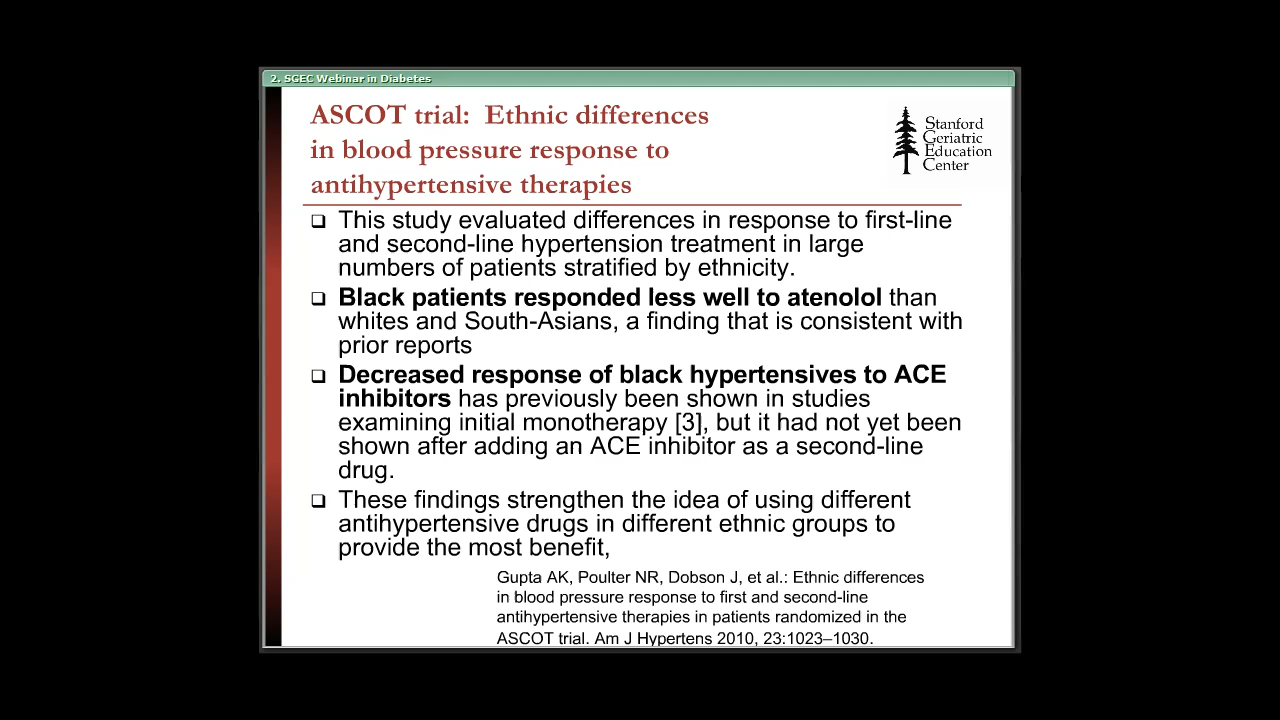 2. SGEC Webinar in Diabetes
ASCOT trial:  Ethnic differences
in blood pressure response to
antihypertensive therapies
Stanford
Geriatric
Education
Center
❑ This study evaluated differences in response to first-line
and second-line hypertension treatment in large
numbers of patients stratified by ethnicity.
❑ Black patients responded less well to atenolol than
whites and South-Asians, a finding that is consistent with
prior reports
❑ Decreased response of black hypertensives to ACE
inhibitors has previously been shown in studies
examining initial monotherapy [3], but it had not yet been
shown after adding an ACE inhibitor as a second-line
drug.
❑ These findings strengthen the idea of using different
antihypertensive drugs in different ethnic groups to
provide the most benefit,
Gupta AK, Poulter NR, Dobson J, et al.: Ethnic differences
in blood pressure response to first and second-line
antihypertensive therapies in patients randomized in the
ASCOT trial. Am J Hypertens 2010, 23:1023–1030.